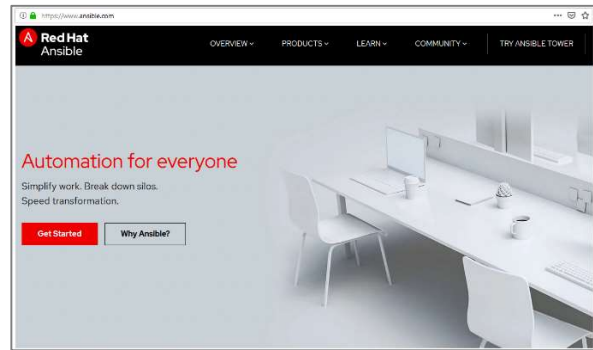 https://www.ansible.com
A Red Hat
Ansible
OVERVIEW PRODUCTS LEARN COMMUNITY TRY ANSIBLE TOWER
Automation for everyone
Simplify work. Break down silos.
Speed transformation.
Get Started Why Ansible?